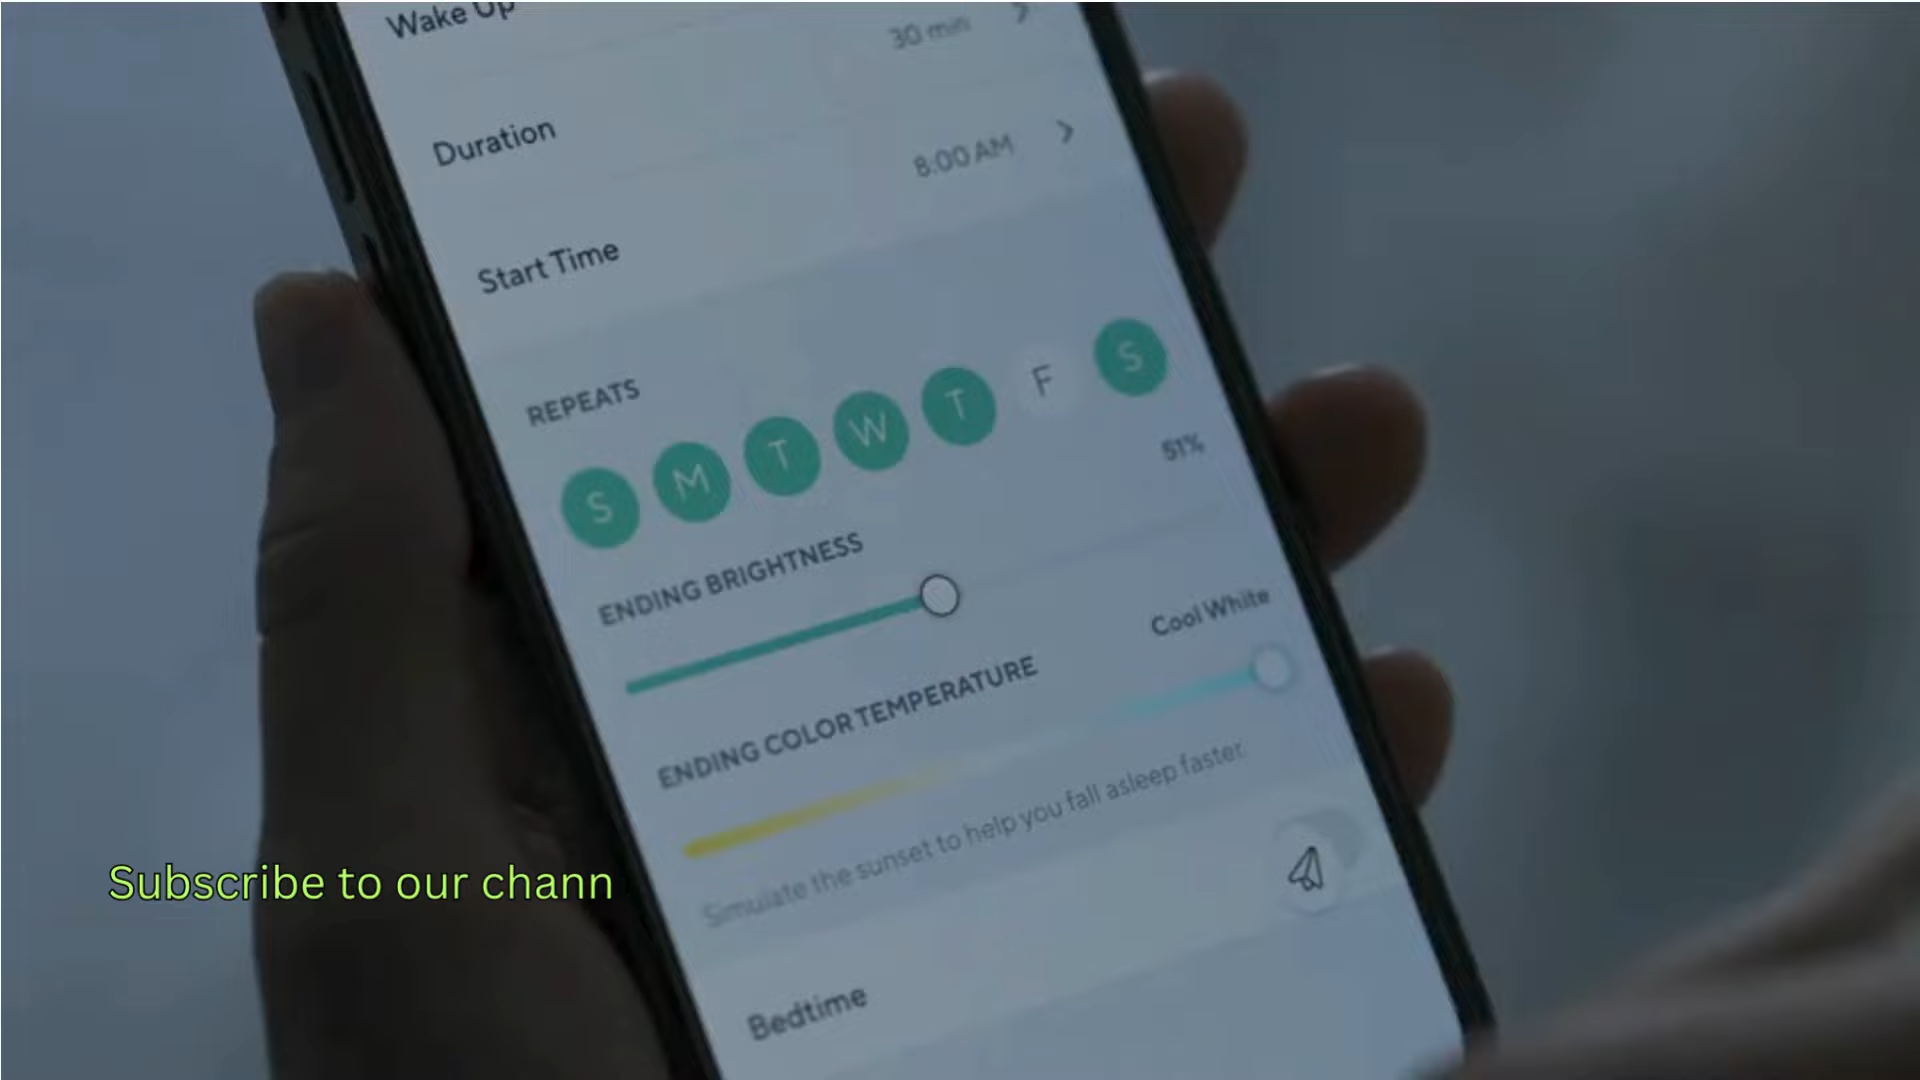 Wake Up
30 min
Duration
8:00 AM
Start Time
REPEATS
S M T W T F S
51%
ENDING BRIGHTNESS
Cool White
ENDING COLOR TEMPERATURE
Simulate the sunset to help you fall asleep faster.
Bedtime
Subscribe to our chann